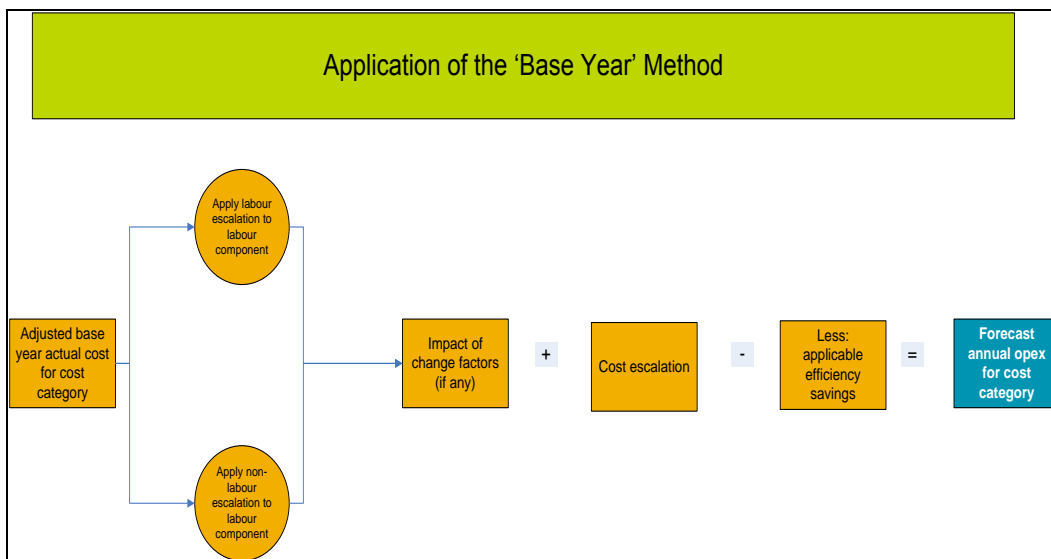 Application of the ‘Base Year’ Method
Apply labour
escalation to
labour
component
Adjusted base
year actual cost
for cost
category
Impact of
change factors
(if any)
+
Cost escalation
-
Less:
applicable
efficiency
savings
=
Forecast
annual opex
for cost
category
Apply non-
labour
escalation to
labour
component